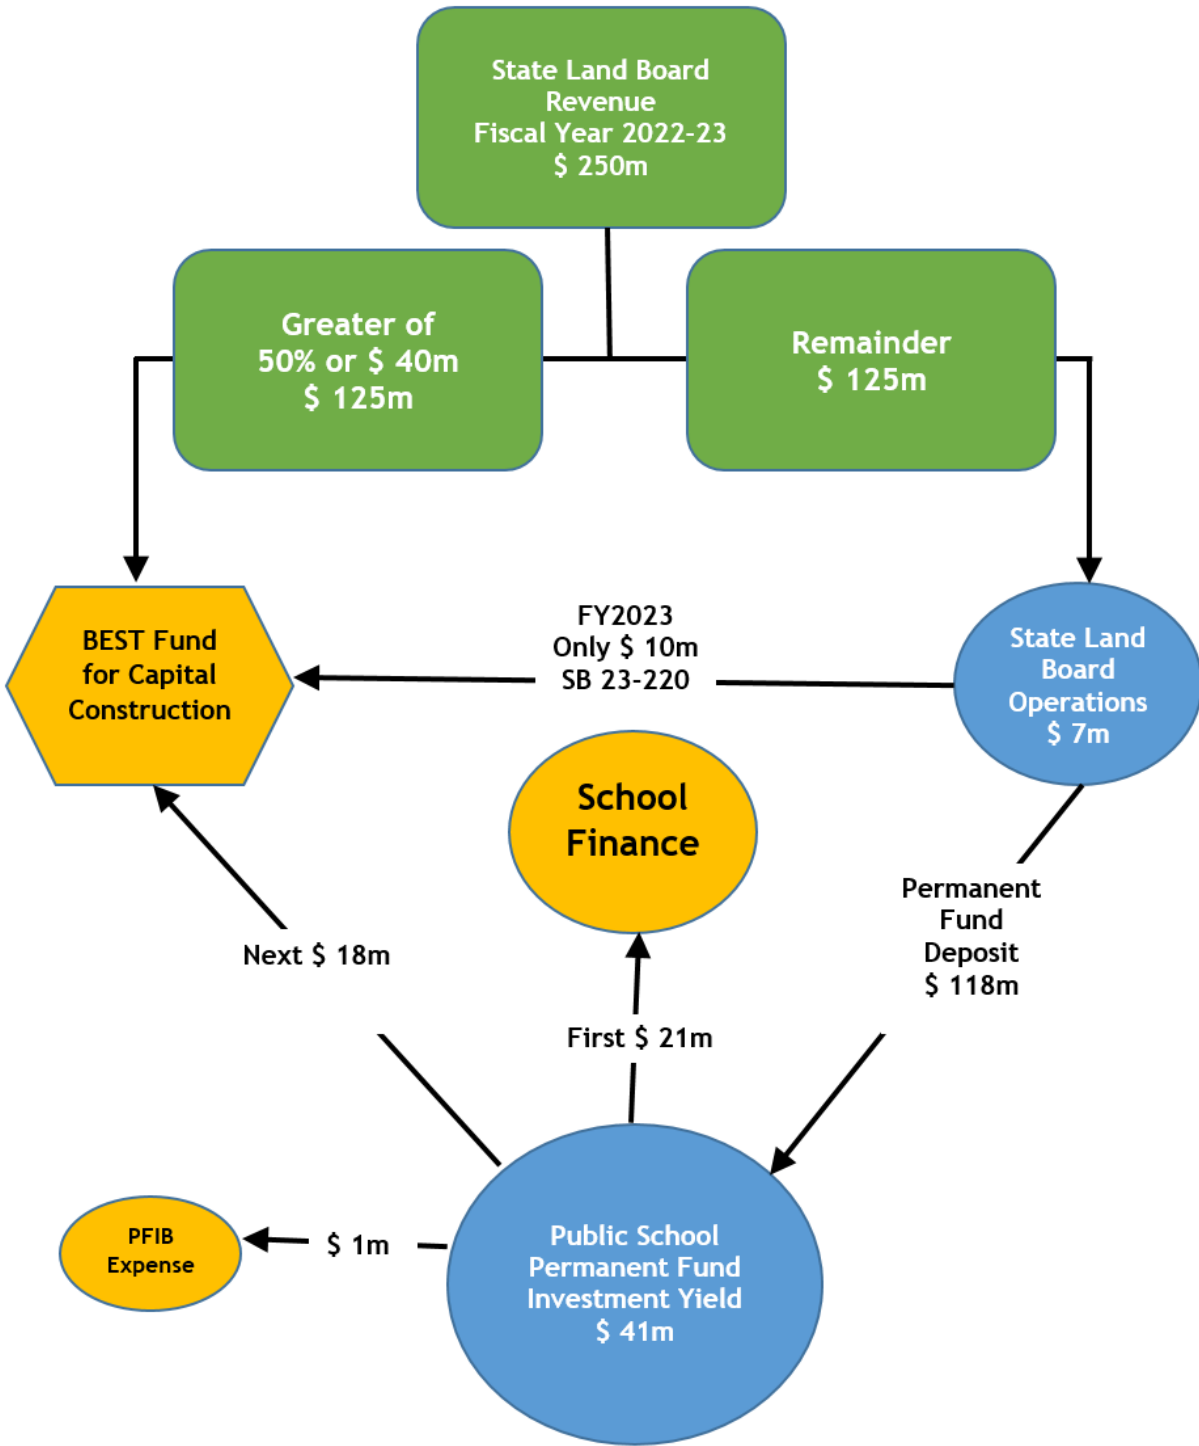 State Land Board
Revenue
Fiscal Year 2022-23
$ 250m
Greater of
50% or $ 40m
$ 125m
Remainder
$ 125m
BEST Fund
for Capital
Construction
FY2023
Only $ 10m
SB 23-220
State Land
Board
Operations
$ 7m
School
Finance
Permanent
Fund
Deposit
$ 118m
Next $ 18m
First $ 21m
PFIB
Expense
$ 1m
Public School
Permanent Fund
Investment Yield
$ 41m